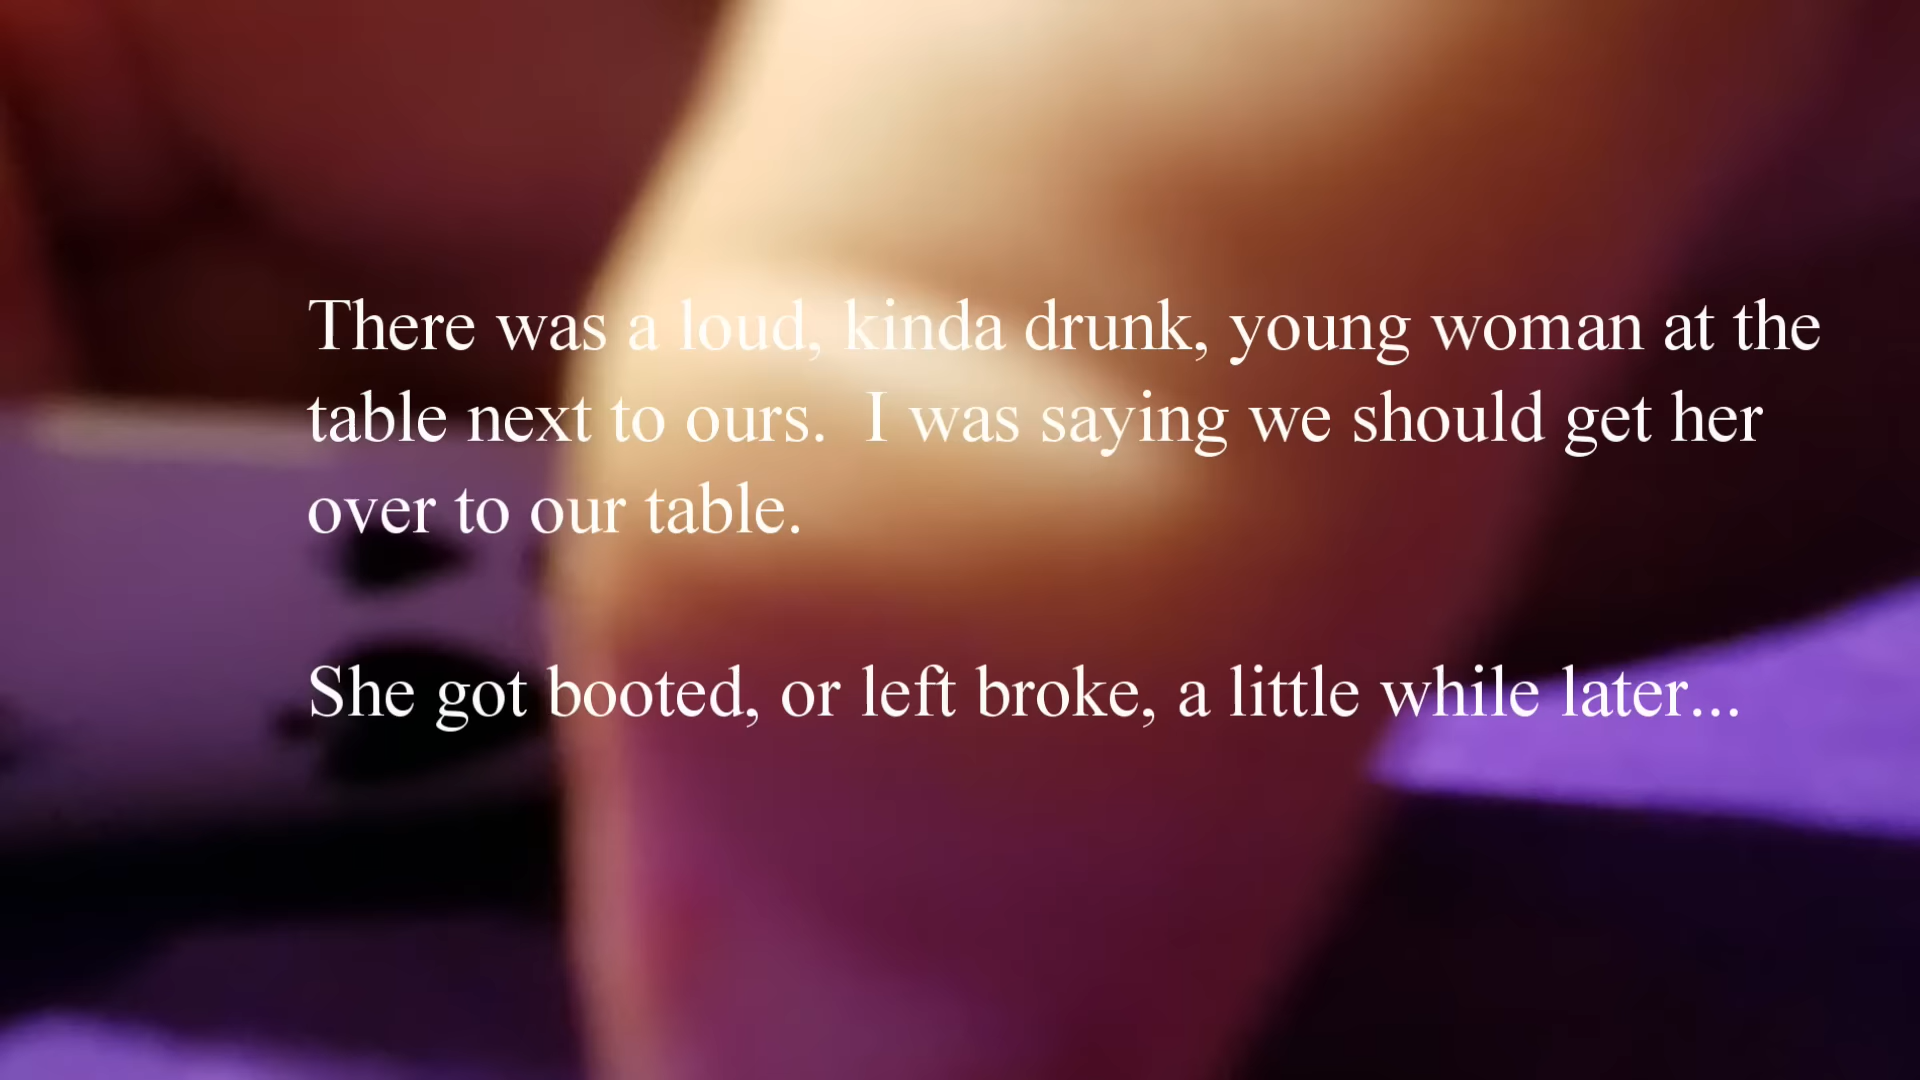 There was a loud, kinda drunk, young woman at the
table next to ours.  I was saying we should get her
over to our table.
She got booted, or left broke, a little while later...